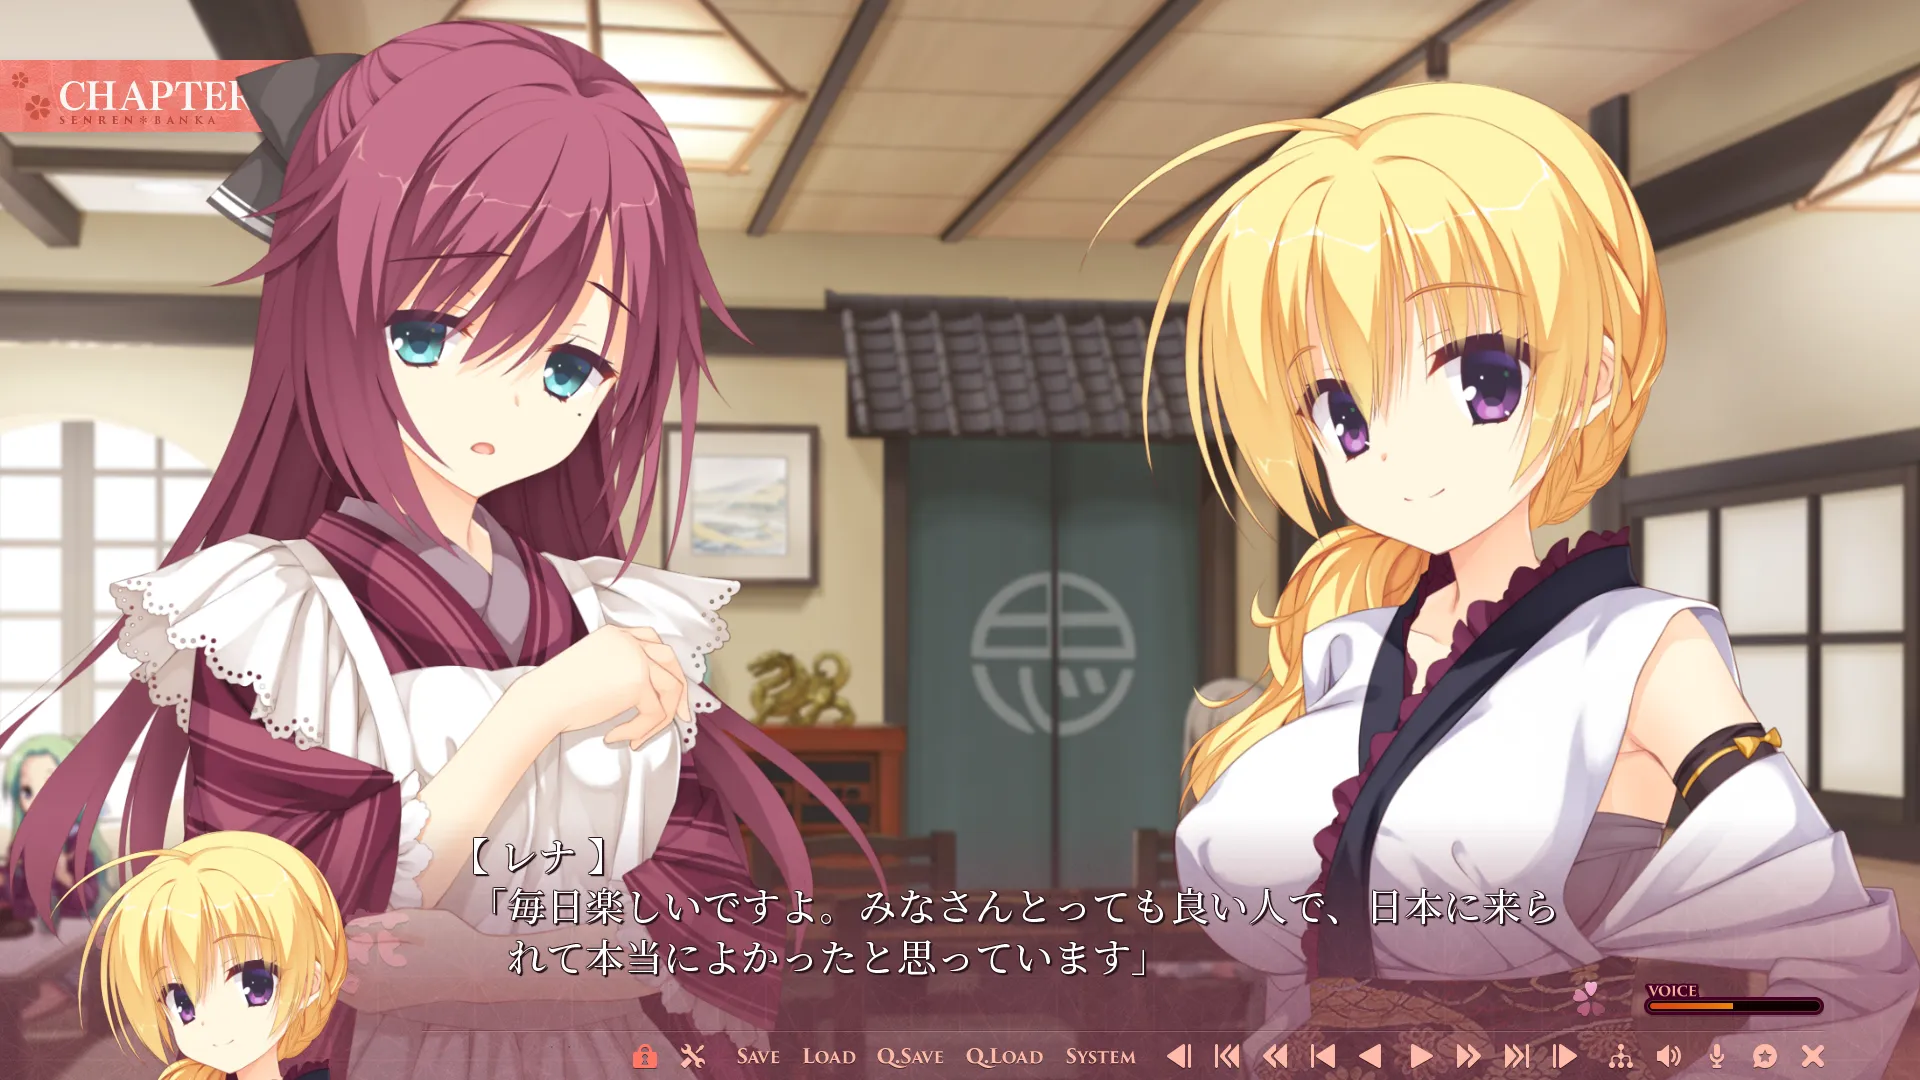 CHAPTER
SENREN＊BANKA
【 レナ 】
「毎日楽しいですよ。みなさんとっても良い人で、日本に来ら
れて本当によかったと思っています」
VOICE
SAVE LOAD Q.SAVE Q.LOAD SYSTEM